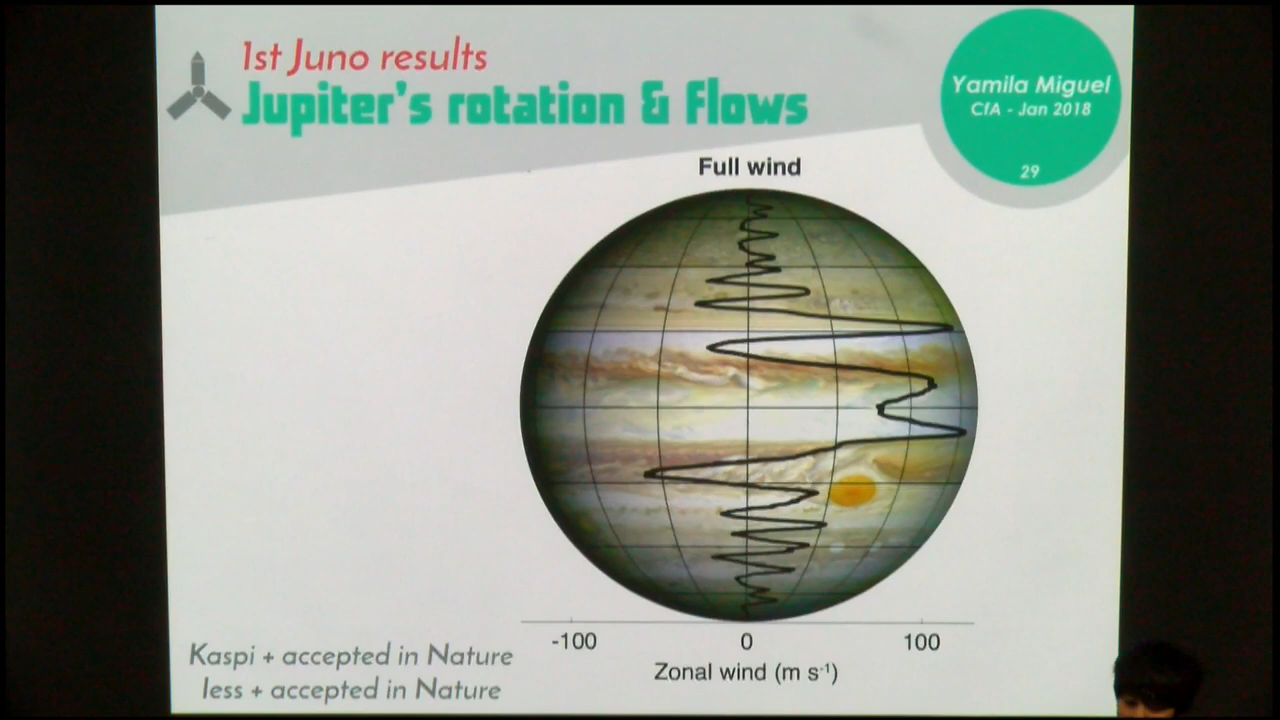 1st Juno results
Jupiter's rotation & Flows
Yamila Miguel
CfA - Jan 2018
29
Full wind
-100 0 100
Zonal wind (m s⁻¹)
Kaspi + accepted in Nature
Iess + accepted in Nature